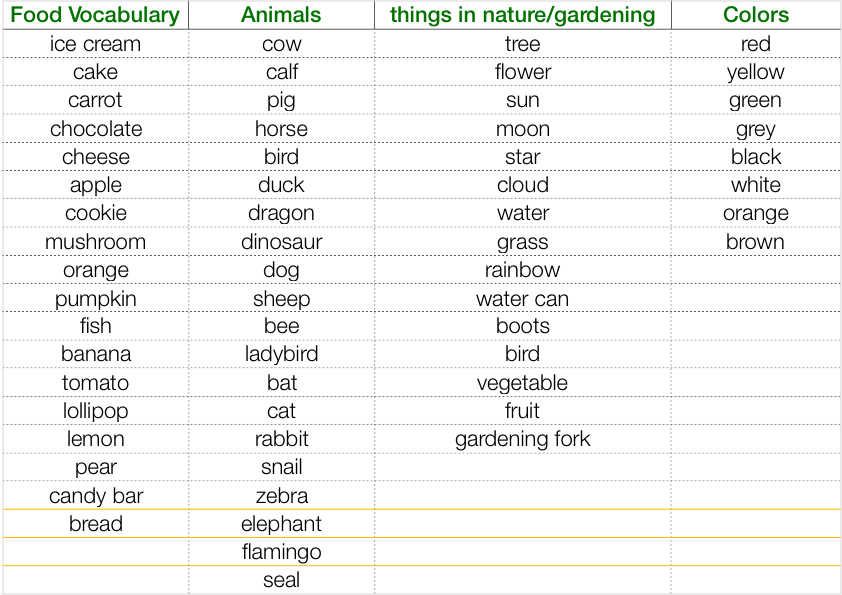 Food Vocabulary Animals things in nature/gardening Colors
ice cream cow tree red
cake calf flower yellow
carrot pig sun green
chocolate horse moon grey
cheese bird star black
apple duck cloud white
cookie dragon water orange
mushroom dinosaur grass brown
orange dog rainbow
pumpkin sheep water can
fish bee boots
banana ladybird bird
tomato bat vegetable
lollipop cat fruit
lemon rabbit gardening fork
pear snail
candy bar zebra
bread elephant
flamingo
seal